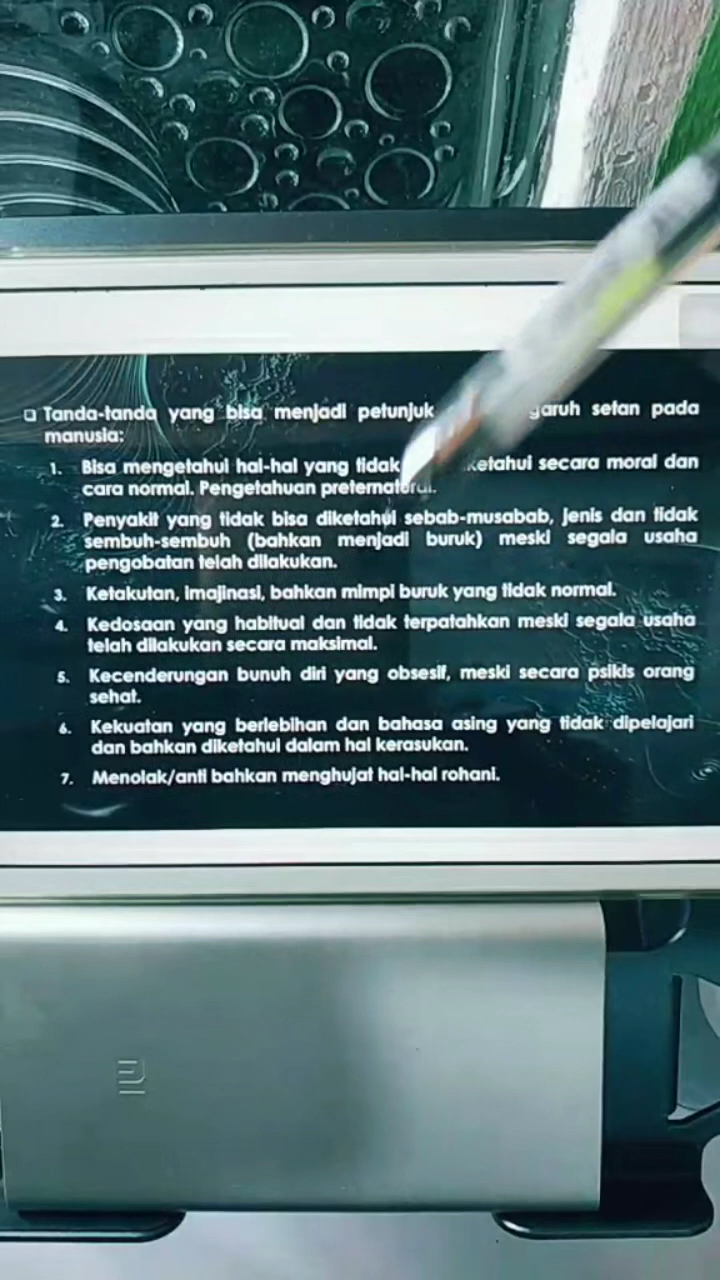 Tanda-tanda yang bisa menjadi petunjuk setan pada
manusia:
1. Bisa mengetahui hal-hal yang tidak secara moral dan
cara normal. Pengetahuan preternatural.
2. Penyakit yang tidak bisa diketahui sebab-musabab, jenis dan tidak
sembuh-sembuh (bahkan menjadi buruk) meski segala usaha
pengobatan telah dilakukan.
3. Ketakutan, imajinasi, bahkan mimpi buruk yang tidak normal.
4. Kedosaan yang habitual dan tidak terpatahkan meski segala usaha
telah dilakukan secara maksimal.
5. Kecenderungan bunuh diri yang obsesif, meski secara psikis orang
sehat.
6. Kekuatan yang berlebihan dan bahasa asing yang tidak dipelajari
dan bahkan diketahui dalam hal kerasukan.
7. Menolak/anti bahkan menghujat hal-hal rohani.